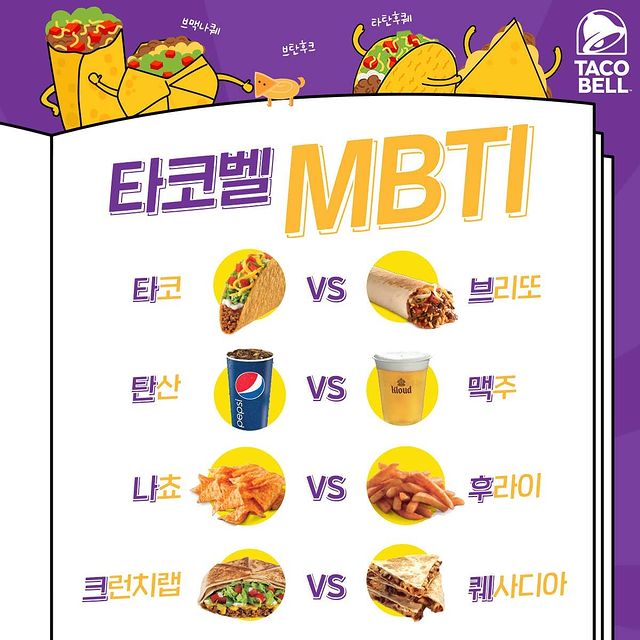 브맥나퀘
브탄후크
타탄후퀘
TACO
BELL
타코벨 MBTI
타코 VS 브리또
pepsi
Kloud
탄산 VS 맥주
나쵸 VS 후라이
크런치랩 VS 퀘사디아